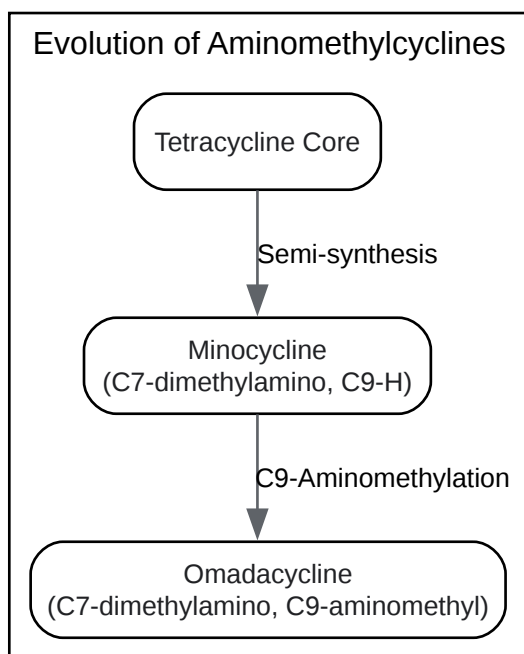 Evolution of Aminomethylcyclines
Tetracycline Core
Semi-synthesis
Minocycline
(C7-dimethylamino, C9-H)
C9-Aminomethylation
Omadacycline
(C7-dimethylamino, C9-aminomethyl)